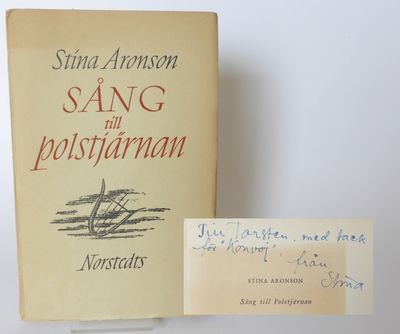 Stina Aronson
SÅNG
till
polstjärnan
Norstedts
Till Torsten, med tack
för "Konvoj"
från
Stina
STINA ARONSON
Sång till Polstjärnan